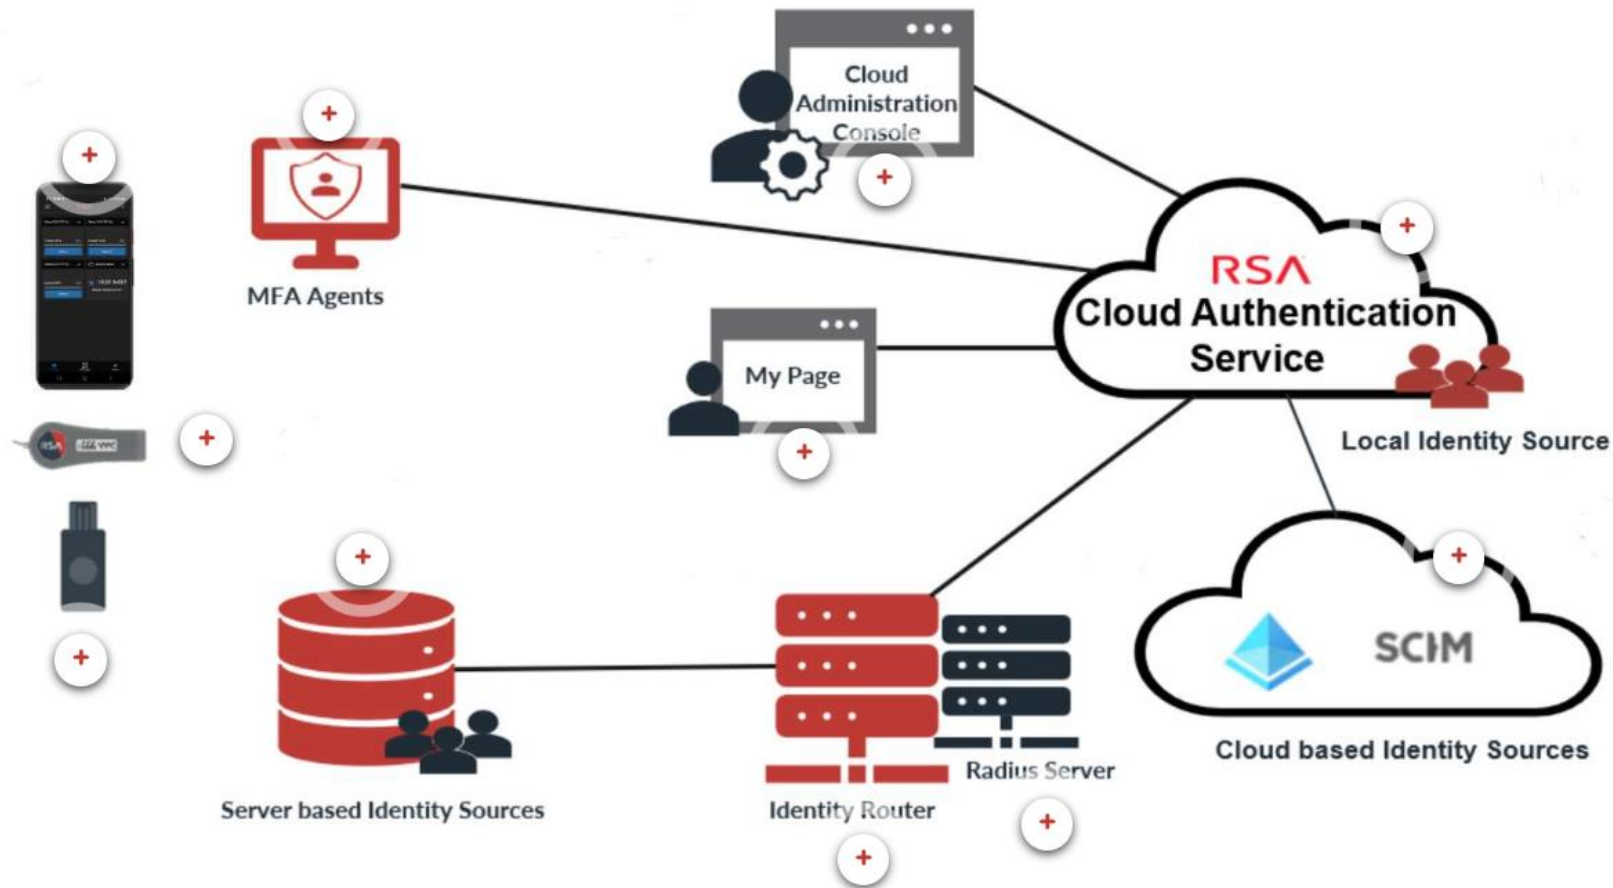 Cloud
Administration
Console
MFA Agents
RSA
Cloud Authentication
Service
My Page
RSA
Local Identity Source
SCIM
Cloud based Identity Sources
Radius Server
Server based Identity Sources
Identity Router